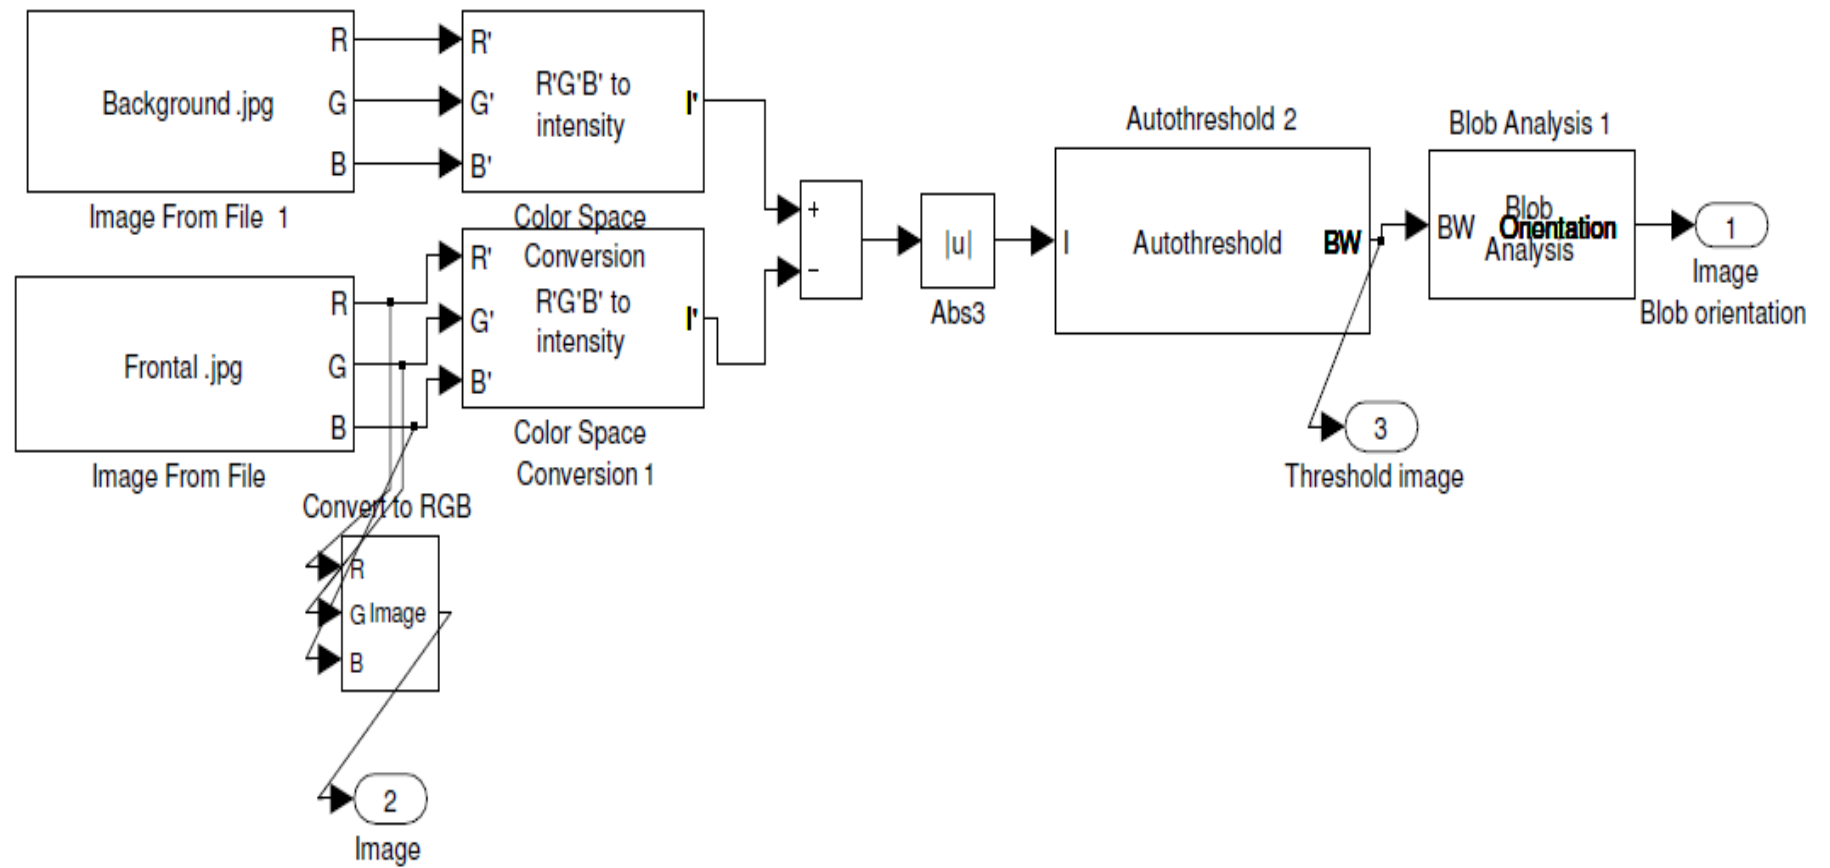 R
Background .jpg
G
B
Image From File 1
R'
G'
B'
R'G'B' to
intensity
I'
Color Space
Conversion
R
Frontal .jpg
G
B
Image From File
R'
G'
B'
R'G'B' to
intensity
I'
Color Space
Conversion 1
Convert to RGB
R
G Image
B
2
Image
+
−
|u|
Abs3
Autothreshold 2
I
Autothreshold
BW
3
Threshold image
Blob Analysis 1
BW
Blob
Orientation
Analysis
1
Image
Blob orientation